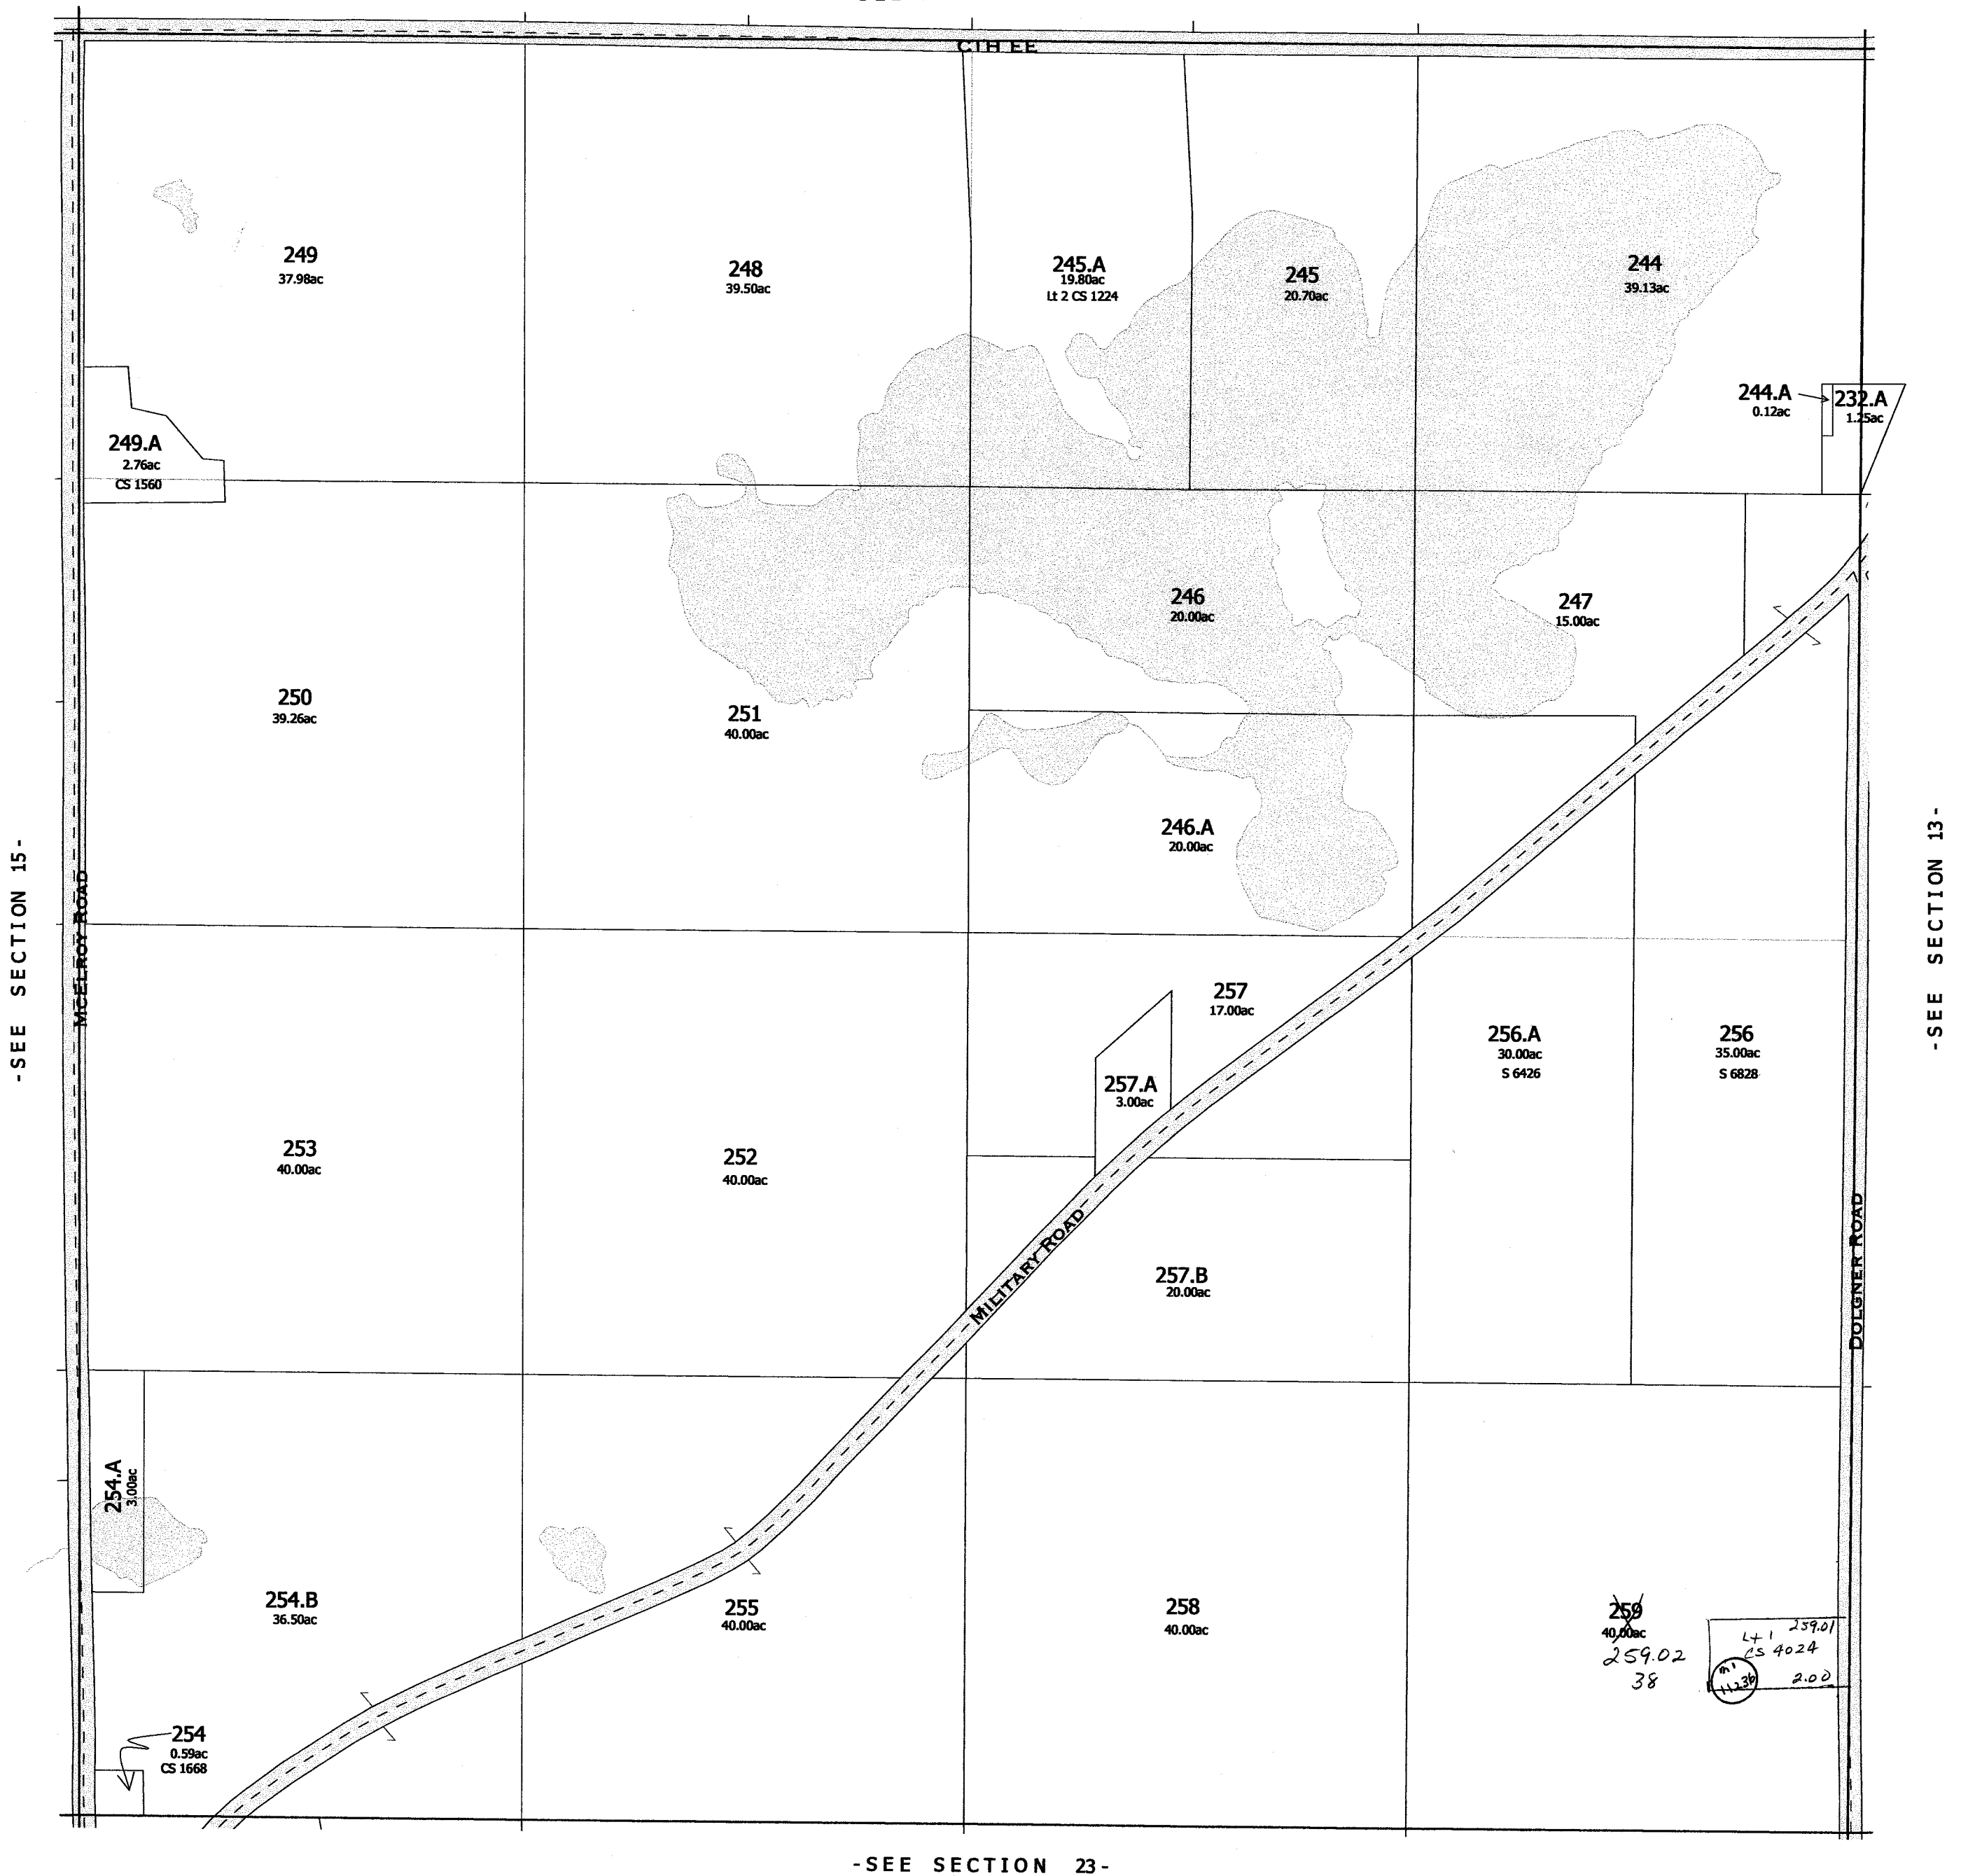 CTH EE
249
37.98ac
248
39.50ac
245.A
19.80ac
Lt 2 CS 1224
245
20.70ac
244
39.13ac
244.A
0.12ac
232.A
1.25ac
249.A
2.76ac
CS 1560
246
20.00ac
247
15.00ac
250
39.26ac
251
40.00ac
246.A
20.00ac
-SEE SECTION 15-
MCELROY ROAD
-SEE SECTION 13-
257
17.00ac
257.A
3.00ac
256.A
30.00ac
S 6426
256
35.00ac
S 6828
253
40.00ac
252
40.00ac
MILITARY ROAD
257.B
20.00ac
DOLGNER ROAD
254.A
3.00ac
254.B
36.50ac
255
40.00ac
258
40.00ac
259
40.00ac
259.02
38
259.01
Lt 1
CS 4024
2.00
m1
11236
254
0.59ac
CS 1668
-SEE SECTION 23-